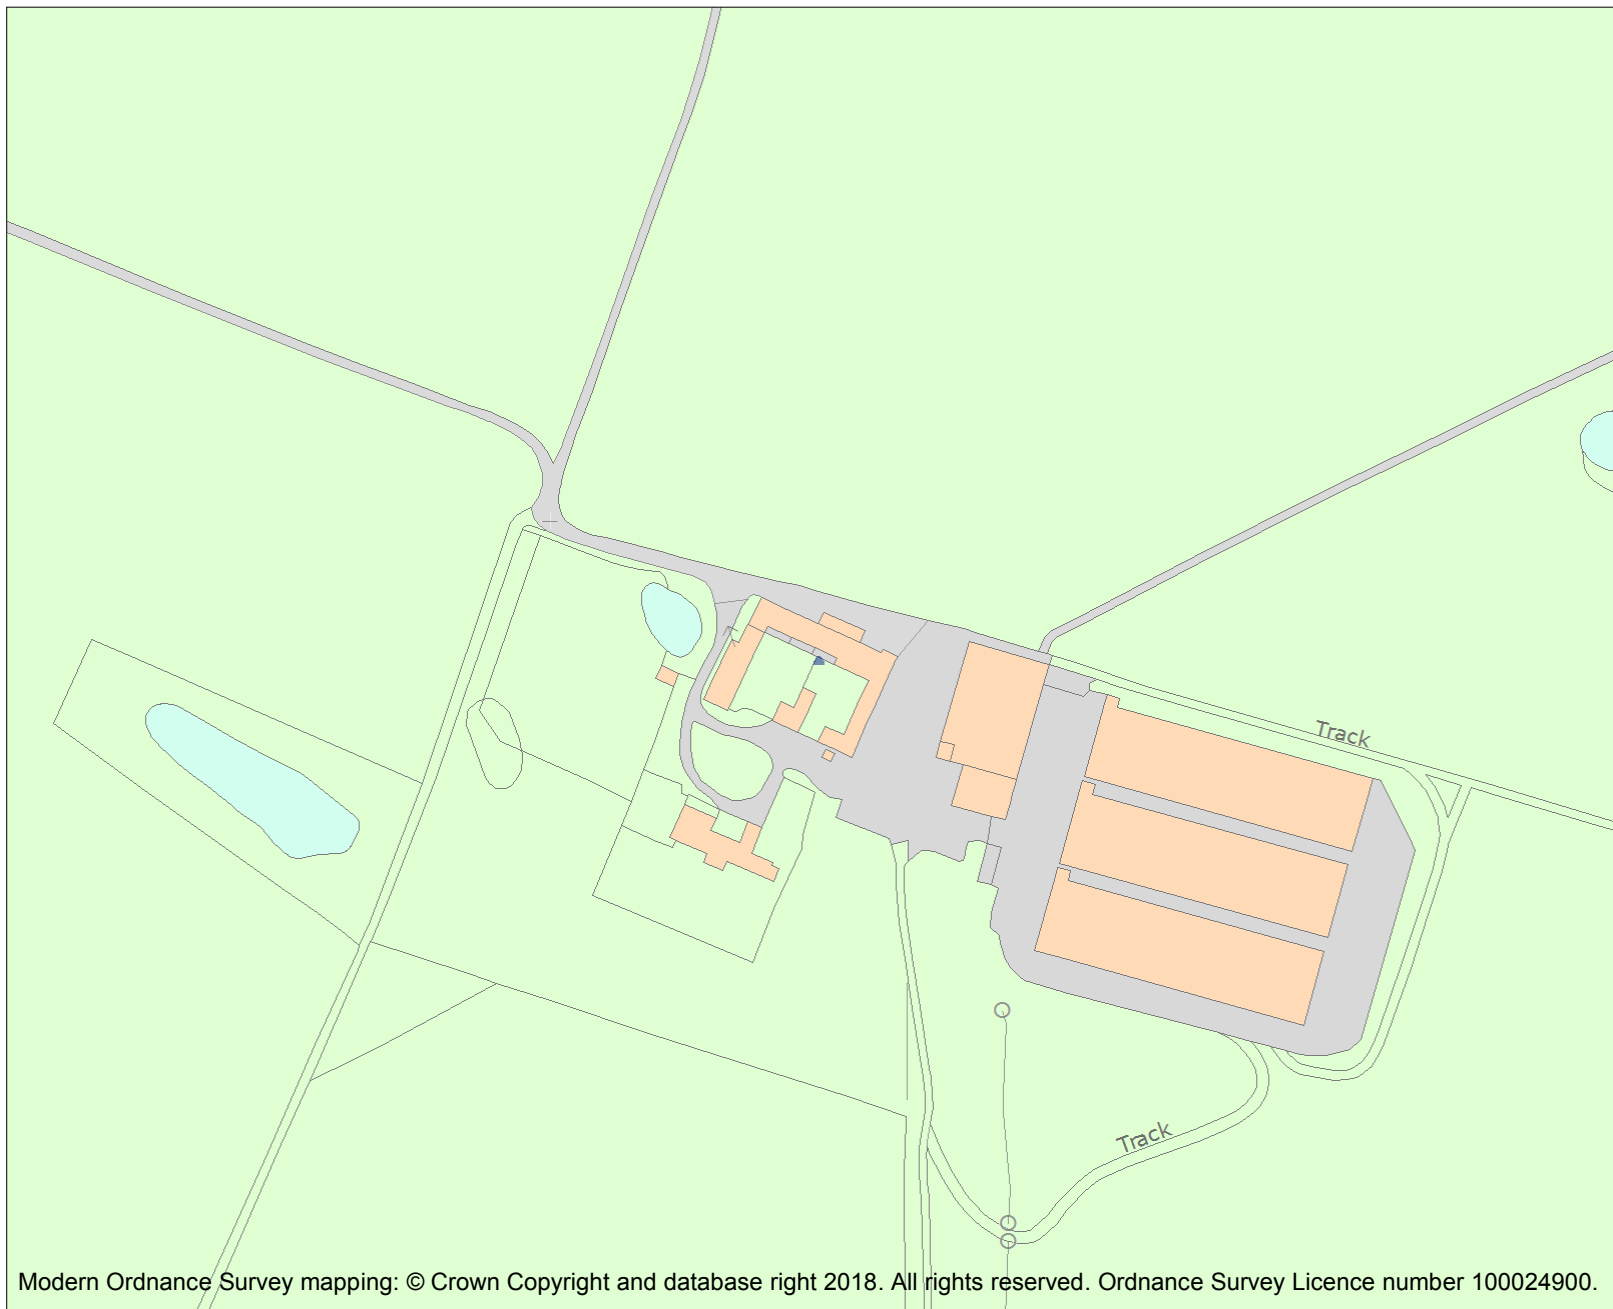 Track
Track
Modern Ordnance Survey mapping: © Crown Copyright and database right 2018. All rights reserved. Ordnance Survey Licence number 100024900.